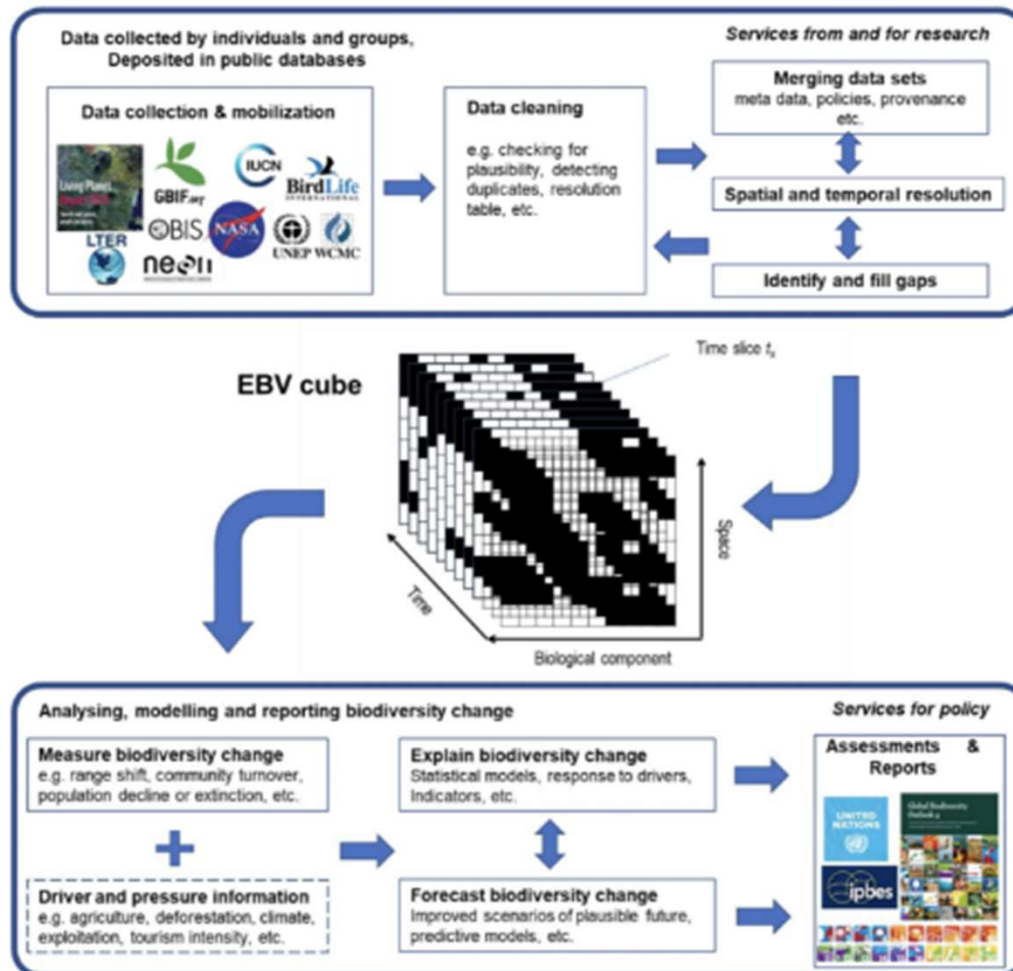 Data collected by individuals and groups,
Deposited in public databases
Services from and for research
Data collection & mobilization
Living Planet
GBIF.org
IUCN
BirdLife
INTERNATIONAL
OBIS
NASA
UNEP WCMC
LTER
neon
Data cleaning
e.g. checking for
plausibility, detecting
duplicates, resolution
table, etc.
Merging data sets
meta data, policies, provenance
etc.
Spatial and temporal resolution
Identify and fill gaps
EBV cube
Time slice tₓ
Space
Time
Biological component
Analysing, modelling and reporting biodiversity change
Services for policy
Measure biodiversity change
e.g. range shift, community turnover,
population decline or extinction, etc.
Driver and pressure information
e.g. agriculture, deforestation, climate,
exploitation, tourism intensity, etc.
Explain biodiversity change
Statistical models, response to drivers,
Indicators, etc.
Forecast biodiversity change
Improved scenarios of plausible future,
predictive models, etc.
Assessments &
Reports
UNITED
NATIONS
Global Biodiversity
Outlook 4
ipbes